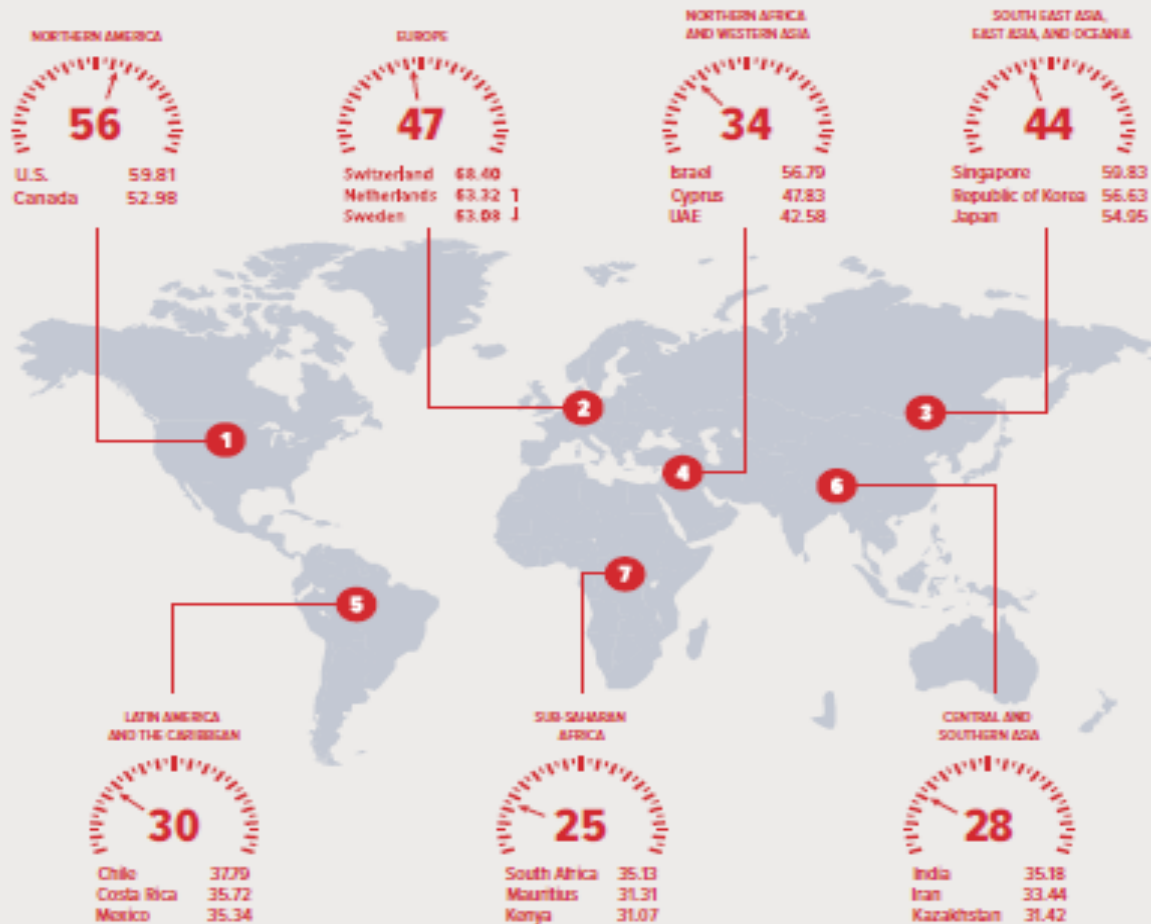 NORTHERN AMERICA
56
U.S. 59.81
Canada 52.98
EUROPE
47
Switzerland 68.40
Netherlands 63.32
Sweden 63.08
NORTHERN AFRICA
AND WESTERN ASIA
34
Israel 56.79
Cyprus 47.83
UAE 42.58
SOUTH EAST ASIA,
EAST ASIA, AND OCEANIA
44
Singapore 59.83
Republic of Korea 56.63
Japan 54.95
1
2
3
4
6
7
5
LATIN AMERICA
AND THE CARIBBEAN
30
Chile 37.79
Costa Rica 35.72
Mexico 35.34
SUB-SAHARAN
AFRICA
25
South Africa 35.13
Mauritius 31.31
Kenya 31.07
CENTRAL AND
SOUTHERN ASIA
28
India 35.18
Iran 33.44
Kazakhstan 31.42